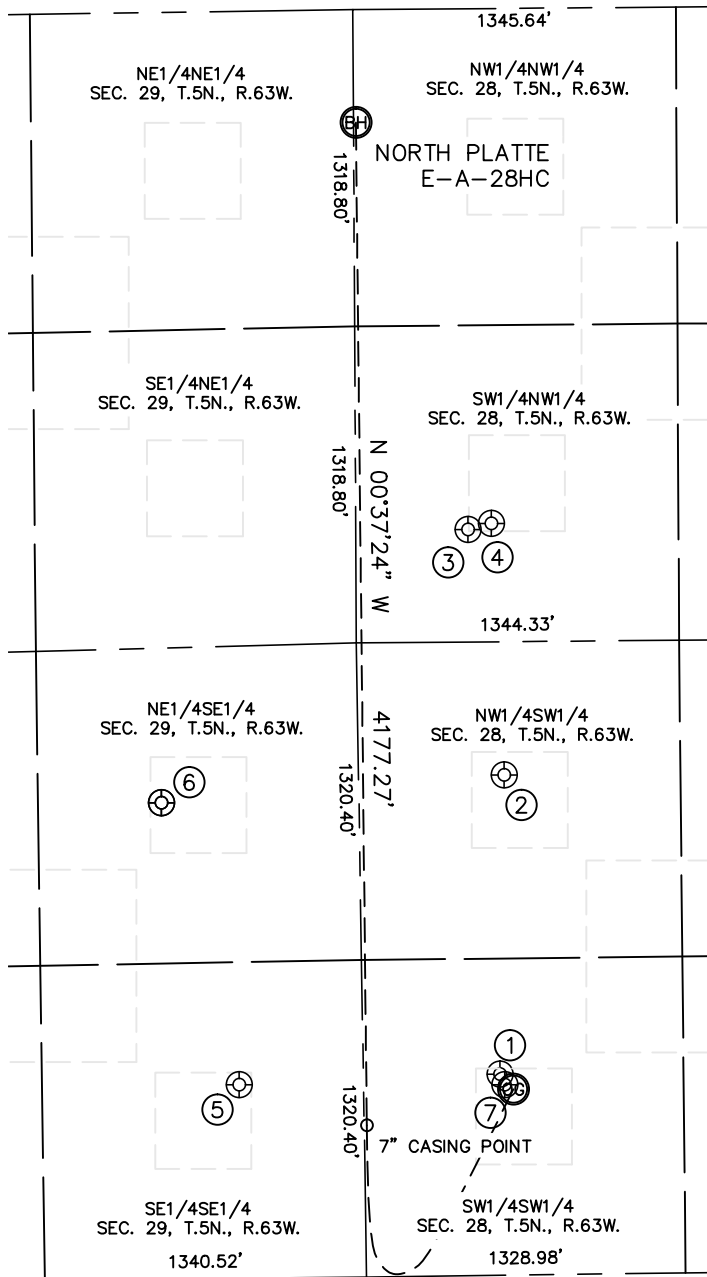 1345.64'
NE1/4NE1/4
SEC. 29, T.5N., R.63W.
NW1/4NW1/4
SEC. 28, T.5N., R.63W.
BH
NORTH PLATTE
E-A-28HC
1318.80'
SE1/4NE1/4
SEC. 29, T.5N., R.63W.
SW1/4NW1/4
SEC. 28, T.5N., R.63W.
1318.80'
N 00°37'24" W
3
4
1344.33'
NE1/4SE1/4
SEC. 29, T.5N., R.63W.
NW1/4SW1/4
SEC. 28, T.5N., R.63W.
4177.27'
1320.40'
6
2
1
5
7
1320.40'
7" CASING POINT
SE1/4SE1/4
SEC. 29, T.5N., R.63W.
SW1/4SW1/4
SEC. 28, T.5N., R.63W.
1340.52'
1328.98'